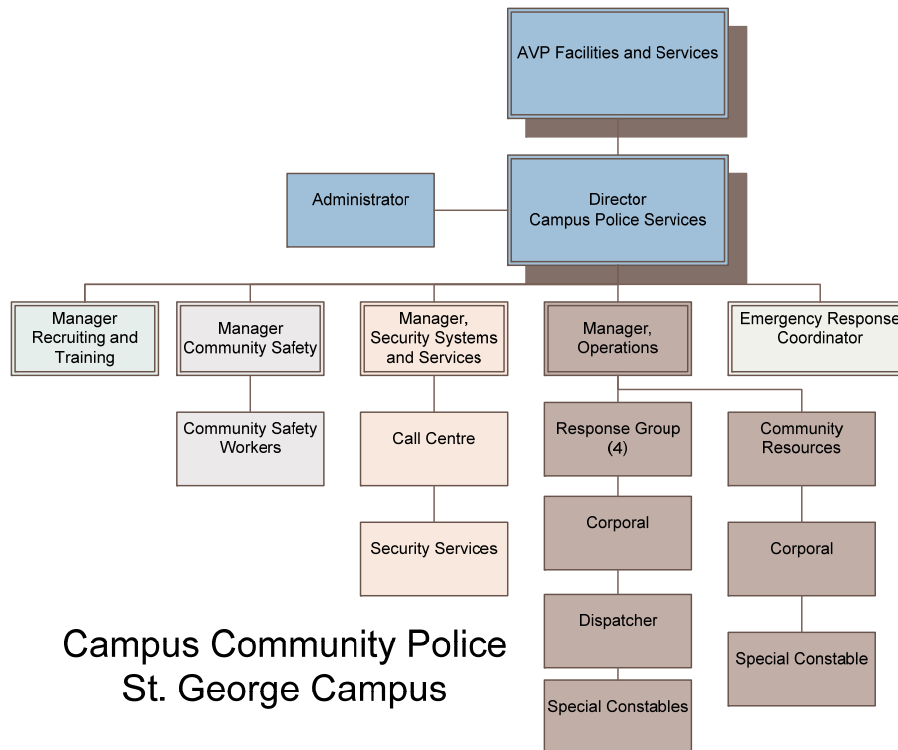 AVP Facilities and Services
Administrator
Director
Campus Police Services
Manager
Recruiting and
Training
Manager
Community Safety
Manager,
Security Systems
and Services
Manager,
Operations
Emergency Response
Coordinator
Community Safety
Workers
Call Centre
Response Group
(4)
Community
Resources
Security Services
Corporal
Corporal
Dispatcher
Special Constable
Special Constables
Campus Community Police
St. George Campus